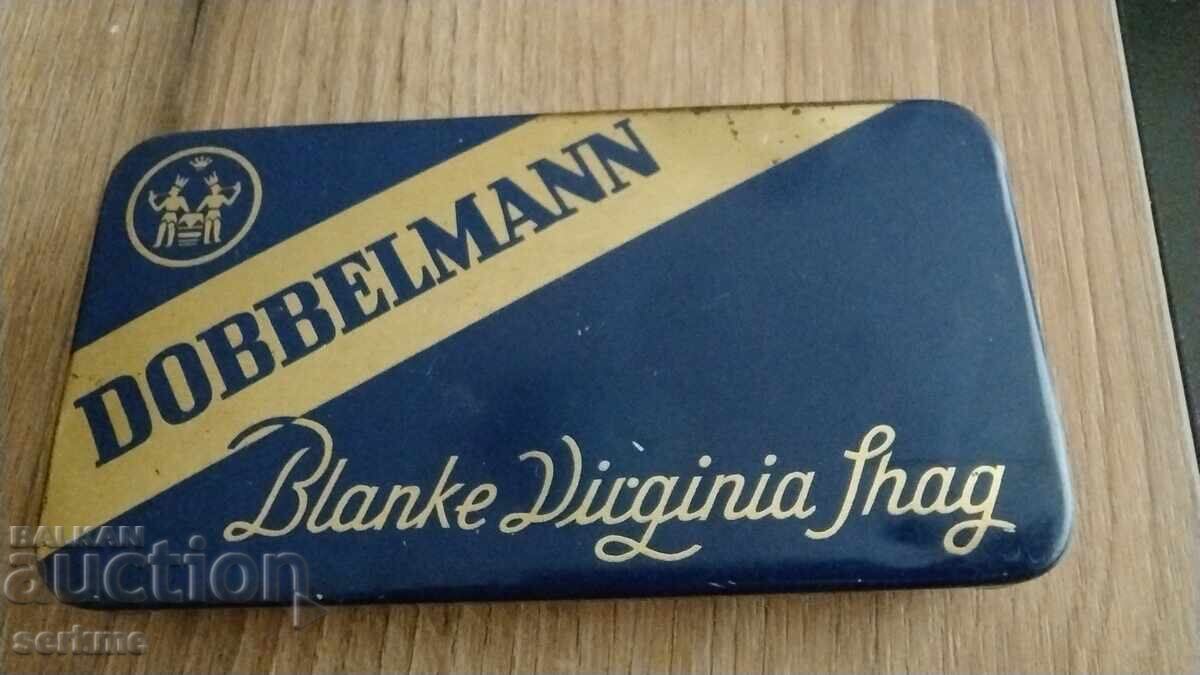 DOBBELMANN
Blanke Virginia Shag
BALKAN
auction
serkme